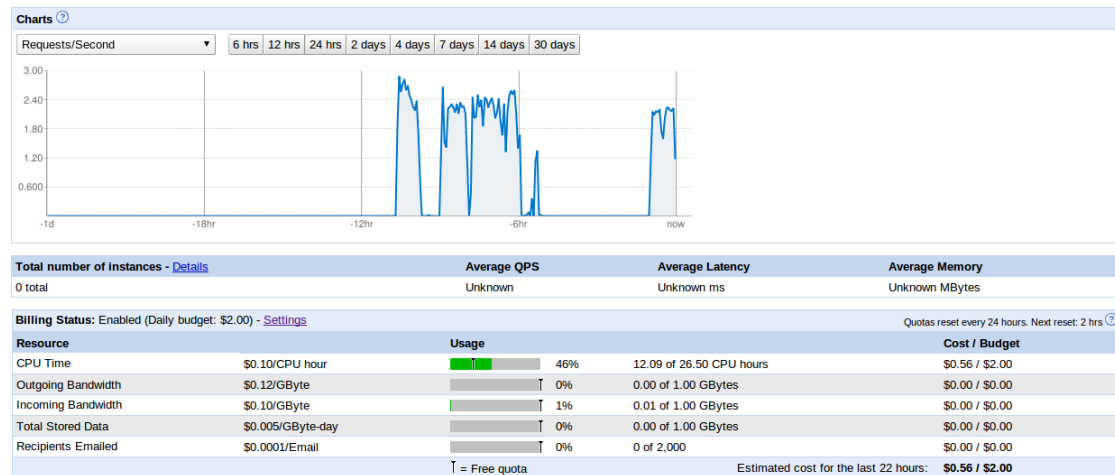 Charts ?
Requests/Second ▼ 6 hrs 12 hrs 24 hrs 2 days 4 days 7 days 14 days 30 days
3.00
2.40
1.80
1.20
0.600
-1d -18hr -12hr -6hr now
Total number of instances - Details Average QPS Average Latency Average Memory
0 total Unknown Unknown ms Unknown MBytes
Billing Status: Enabled (Daily budget: $2.00) - Settings Quotas reset every 24 hours. Next reset: 2 hrs ?
Resource Usage Cost / Budget
CPU Time $0.10/CPU hour 46% 12.09 of 26.50 CPU hours $0.56 / $2.00
Outgoing Bandwidth $0.12/GByte 0% 0.00 of 1.00 GBytes $0.00 / $0.00
Incoming Bandwidth $0.10/GByte 1% 0.01 of 1.00 GBytes $0.00 / $0.00
Total Stored Data $0.005/GByte-day 0% 0.00 of 1.00 GBytes $0.00 / $0.00
Recipients Emailed $0.0001/Email 0% 0 of 2,000 $0.00 / $0.00
= Free quota Estimated cost for the last 22 hours: $0.56 / $2.00